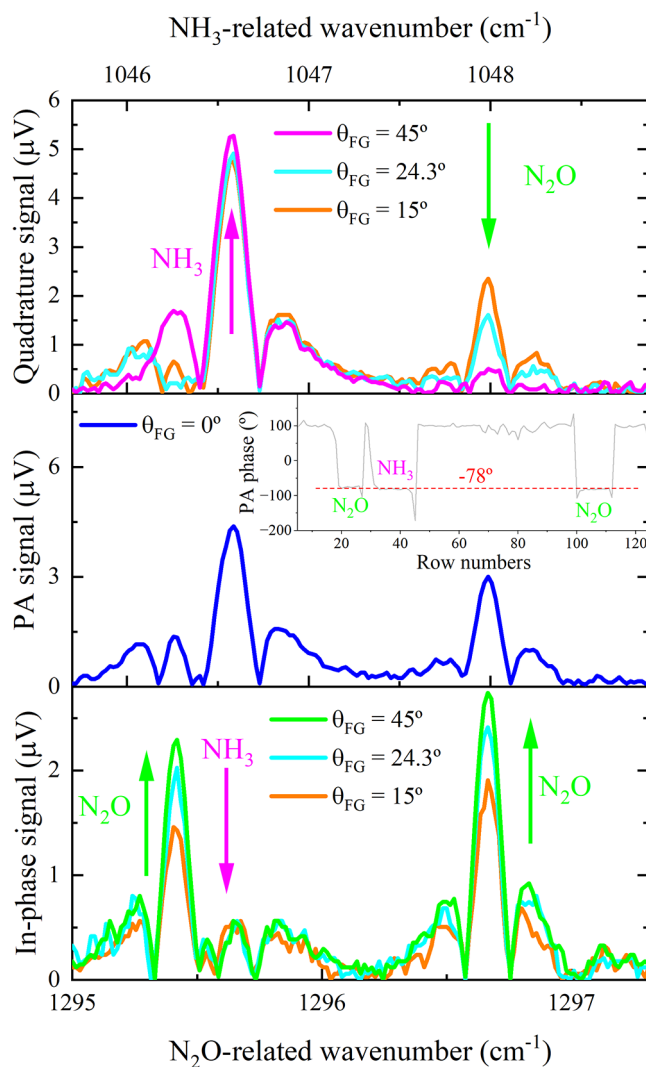 NH₃-related wavenumber (cm⁻¹)
1046 1047 1048
Quadrature signal (μV)
6
5
4
3
2
1
0
θFG = 45º
θFG = 24.3º
θFG = 15º
NH₃
N₂O
PA signal (μV)
6
3
0
θFG = 0º
PA phase (º)
100
0
−100
−200
NH₃
-78º
N₂O
N₂O
20 40 60 80 100 120
Row numbers
In-phase signal (μV)
2
1
0
θFG = 45º
θFG = 24.3º
θFG = 15º
N₂O
NH₃
N₂O
1295 1296 1297
N₂O-related wavenumber (cm⁻¹)